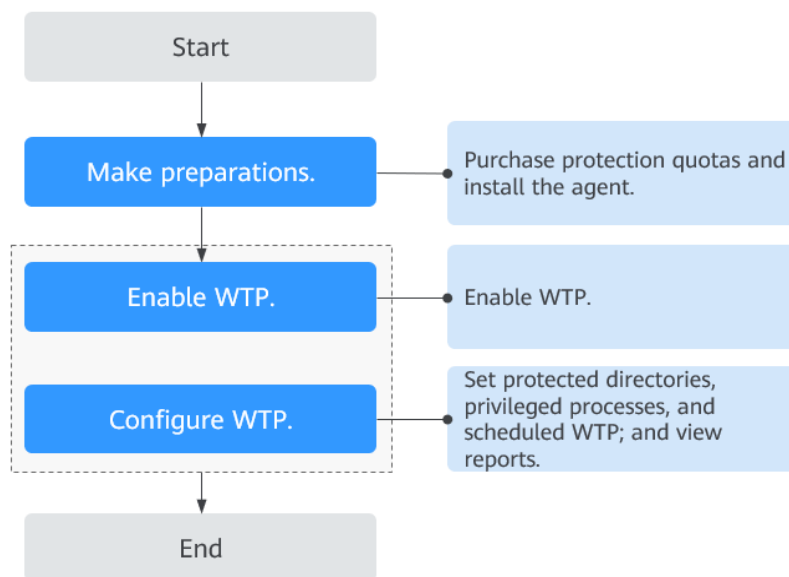 Start
Make preparations.
Purchase protection quotas and
install the agent.
Enable WTP.
Enable WTP.
Configure WTP.
Set protected directories,
privileged processes, and
scheduled WTP; and view
reports.
End